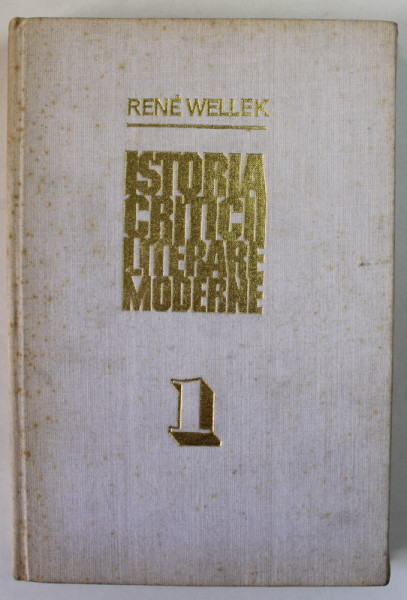 RENÉ WELLEK
ISTORIA
CRITICII
LITERARE
MODERNE
1